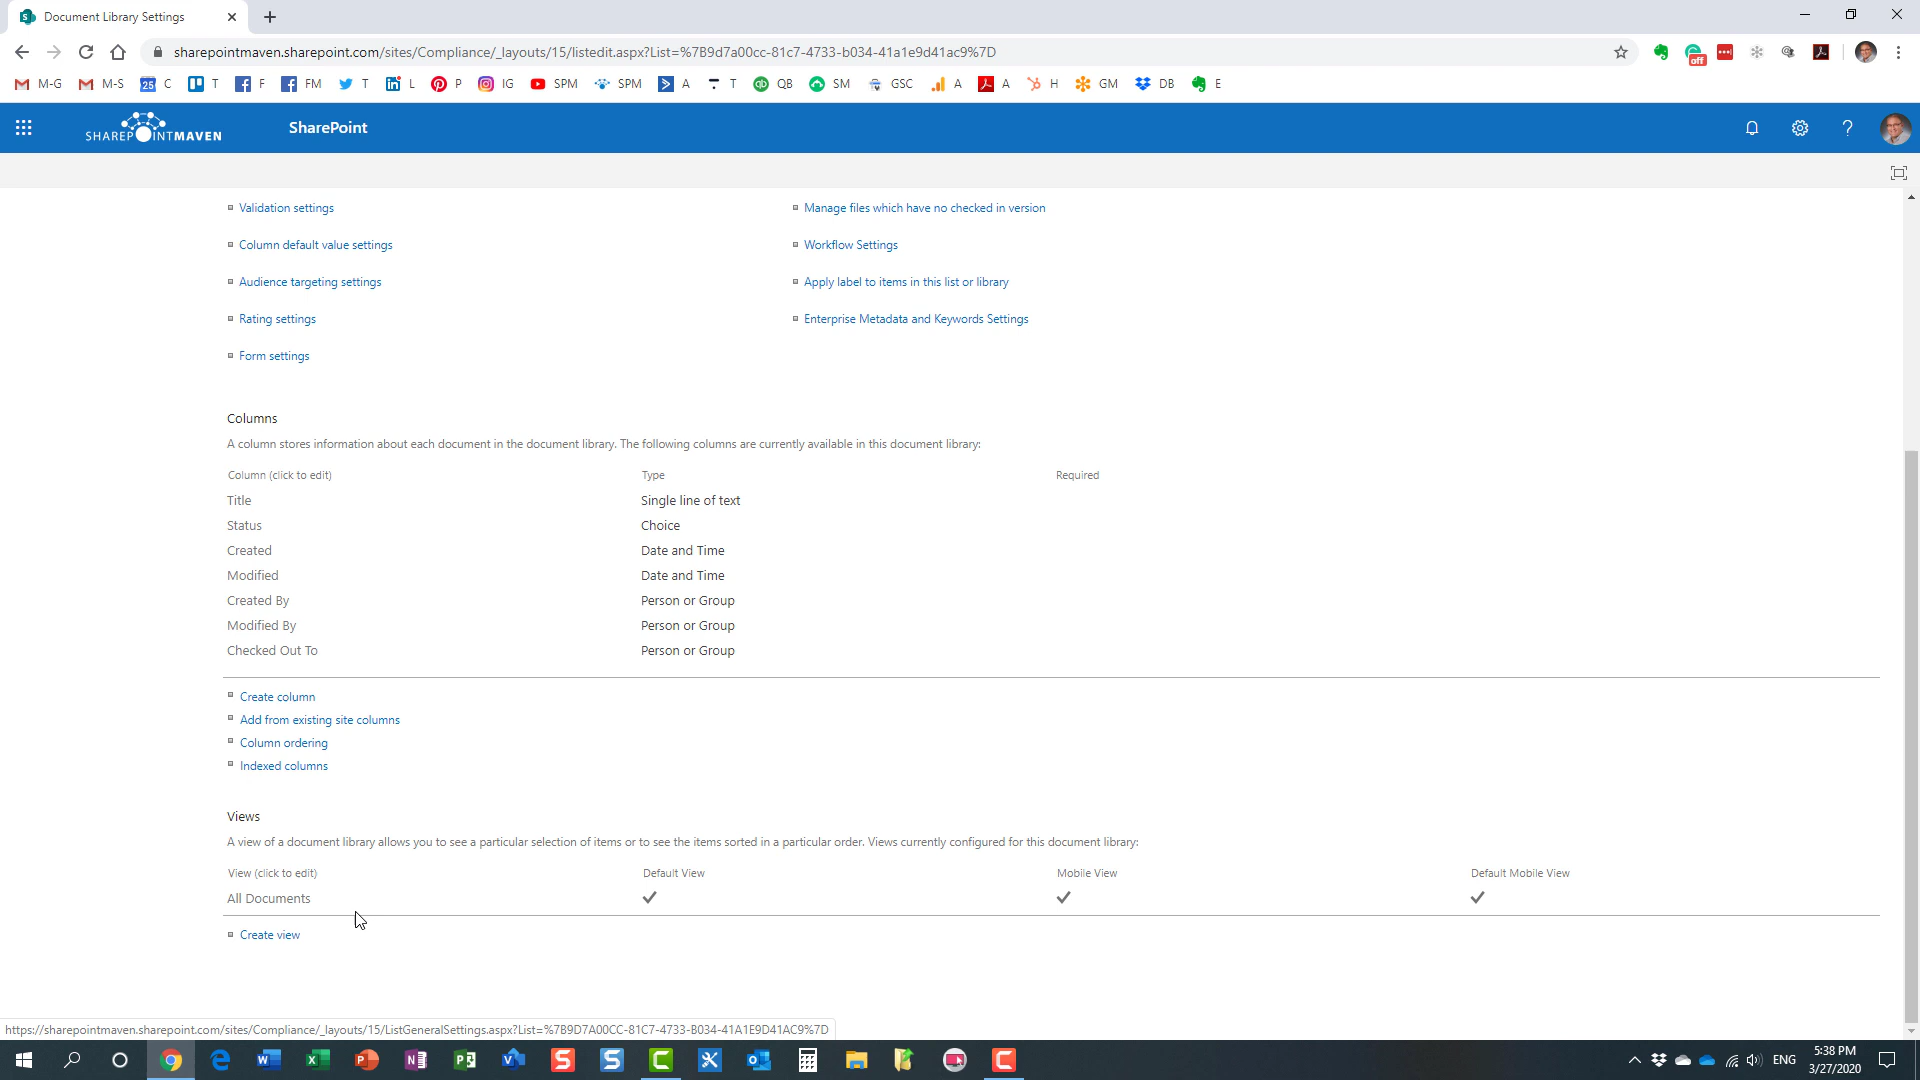 Document Library Settings
sharepointmaven.sharepoint.com/sites/Compliance/_layouts/15/listedit.aspx?List=%7B9d7a00cc-81c7-4733-b034-41a1e9d41ac9%7D
off
M-G M-S 25 C T F FM T L P IG SPM SPM A T QB SM GSC A A H GM DB E
SHAREPOINTMAVEN SharePoint
Validation settings Manage files which have no checked in version
Column default value settings Workflow Settings
Audience targeting settings Apply label to items in this list or library
Rating settings Enterprise Metadata and Keywords Settings
Form settings
Columns
A column stores information about each document in the document library. The following columns are currently available in this document library:
Column (click to edit) Type Required
Title Single line of text
Status Choice
Created Date and Time
Modified Date and Time
Created By Person or Group
Modified By Person or Group
Checked Out To Person or Group
Create column
Add from existing site columns
Column ordering
Indexed columns
Views
A view of a document library allows you to see a particular selection of items or to see the items sorted in a particular order. Views currently configured for this document library:
View (click to edit) Default View Mobile View Default Mobile View
All Documents
Create view
https://sharepointmaven.sharepoint.com/sites/Compliance/_layouts/15/ListGeneralSettings.aspx?List=%7B9D7A00CC-81C7-4733-B034-41A1E9D41AC9%7D
ENG 5:38 PM
3/27/2020